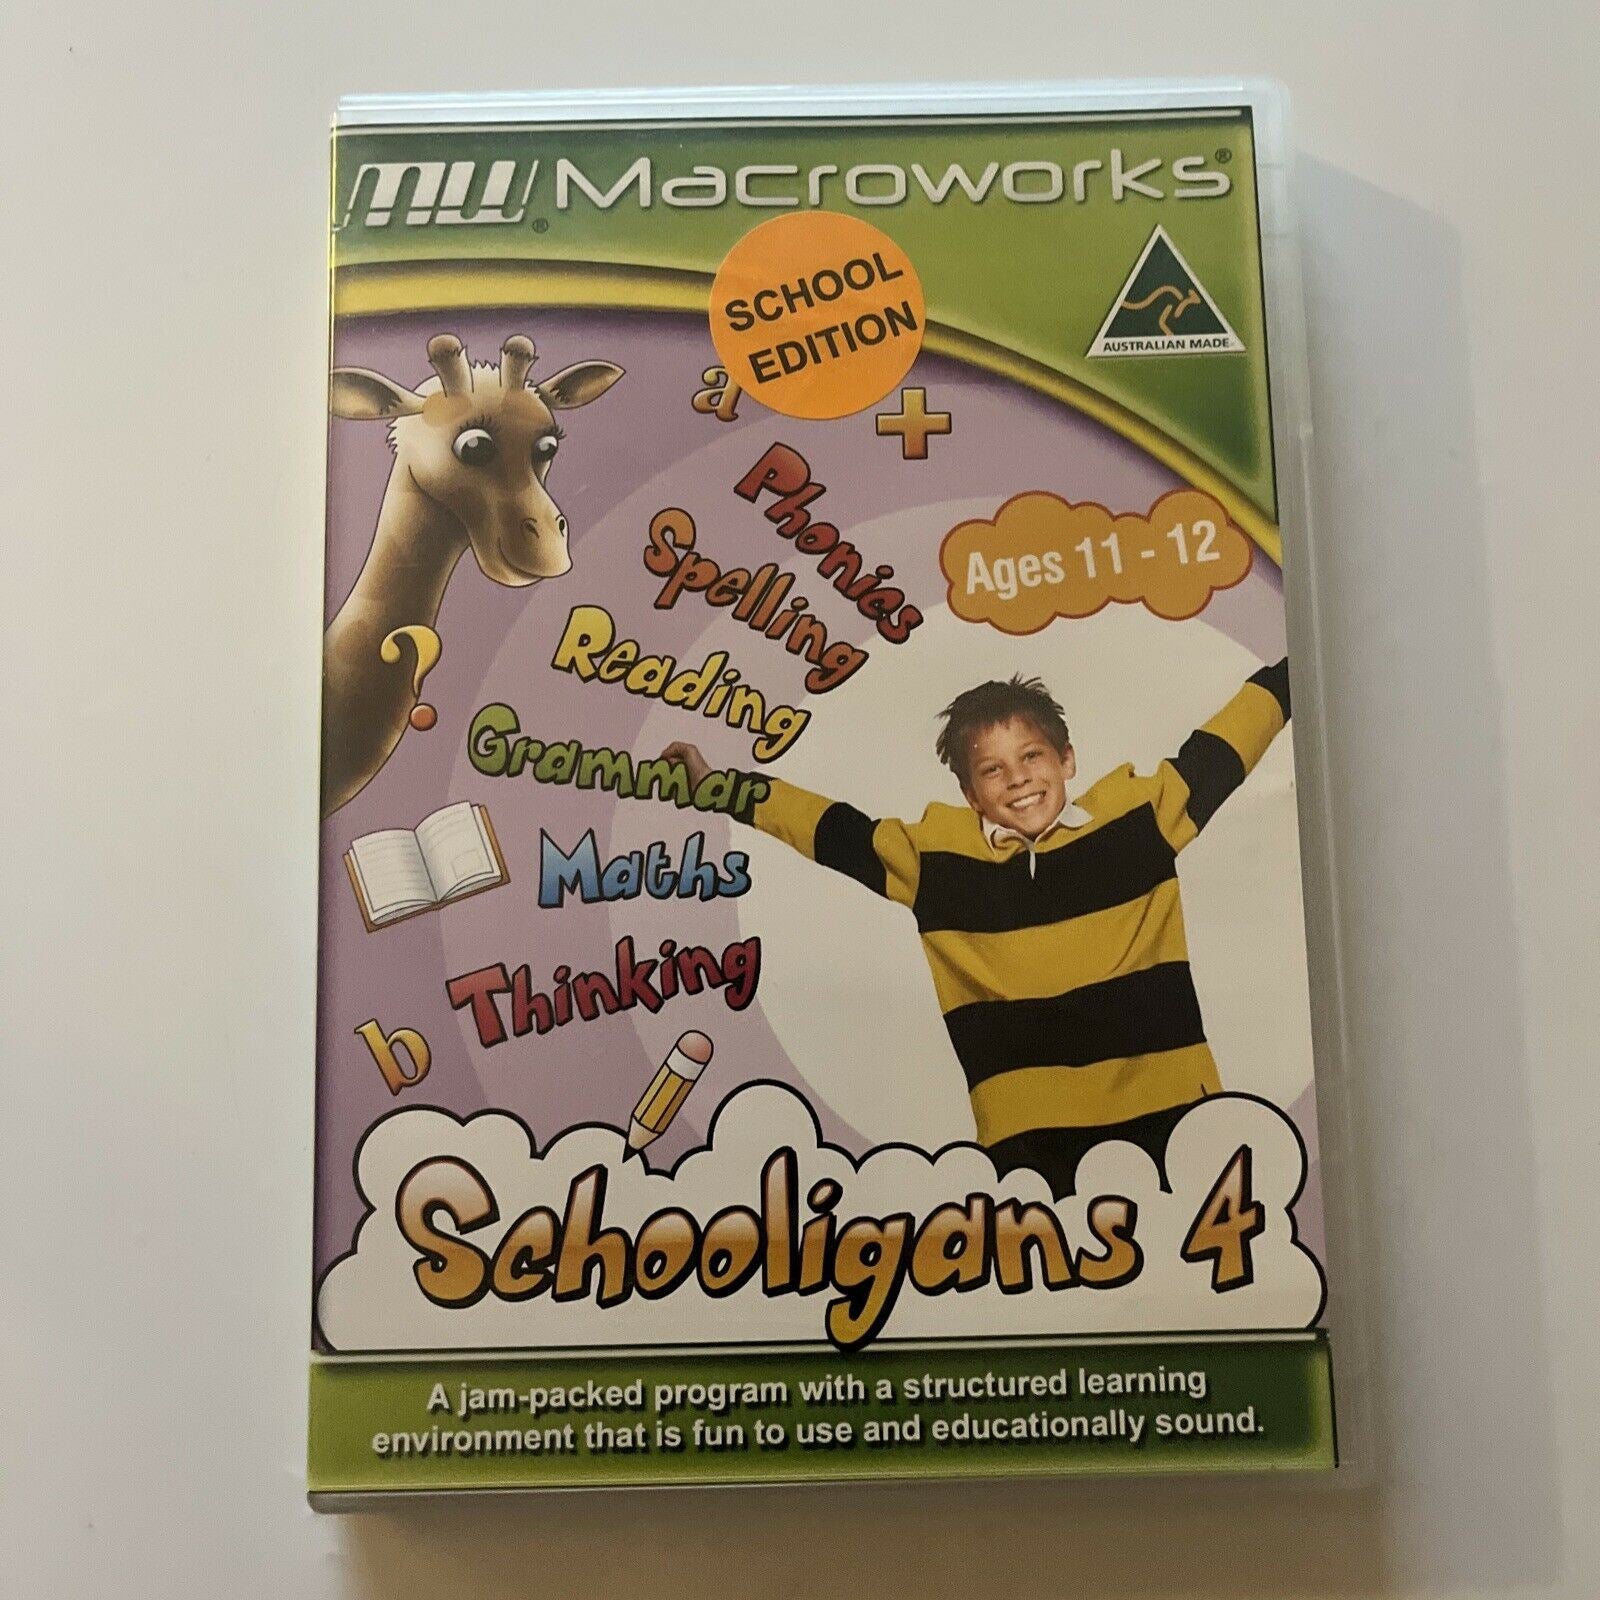 MW® Macroworks®
SCHOOL
EDITION
AUSTRALIAN MADE
a
+
Phonics
Ages 11 - 12
Spelling
Reading
?
Grammar
Maths
Thinking
b
Schooligans 4
A jam-packed program with a structured learning
environment that is fun to use and educationally sound.